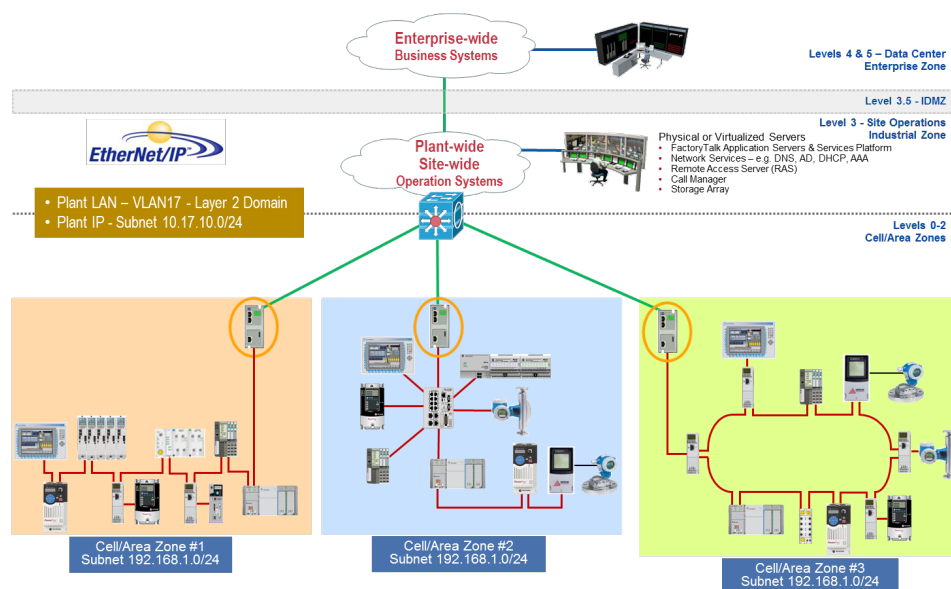 Enterprise-wide
Business Systems
Levels 4 & 5 – Data Center
Enterprise Zone
Level 3.5 - IDMZ
Level 3 - Site Operations
Industrial Zone
EtherNet/IP™
Plant-wide
Site-wide
Operation Systems
Physical or Virtualized Servers
• FactoryTalk Application Servers & Services Platform
• Network Services – e.g. DNS, AD, DHCP, AAA
• Remote Access Server (RAS)
• Call Manager
• Storage Array
• Plant LAN – VLAN17 - Layer 2 Domain
• Plant IP - Subnet 10.17.10.0/24
Levels 0-2
Cell/Area Zones
Cell/Area Zone #1
Subnet 192.168.1.0/24
Cell/Area Zone #2
Subnet 192.168.1.0/24
Cell/Area Zone #3
Subnet 192.168.1.0/24